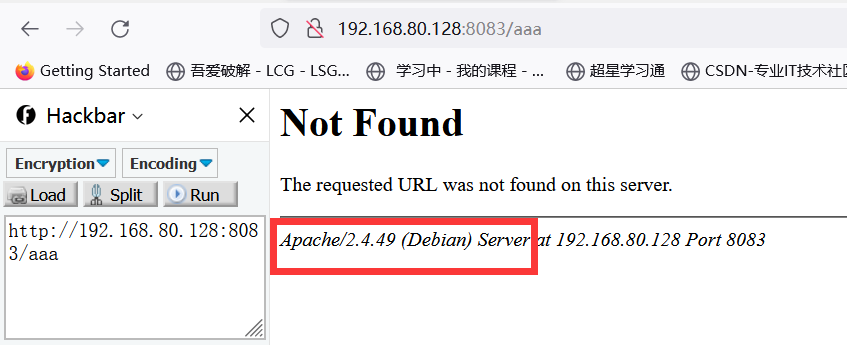 192.168.80.128:8083/aaa
Getting Started 吾爱破解 - LCG - LSG... 学习中 - 我的课程 - ... 超星学习通 CSDN-专业IT技术社区
Hackbar
Encryption Encoding
Load Split Run
http://192.168.80.128:808
3/aaa
Not Found
The requested URL was not found on this server.
Apache/2.4.49 (Debian) Server at 192.168.80.128 Port 8083